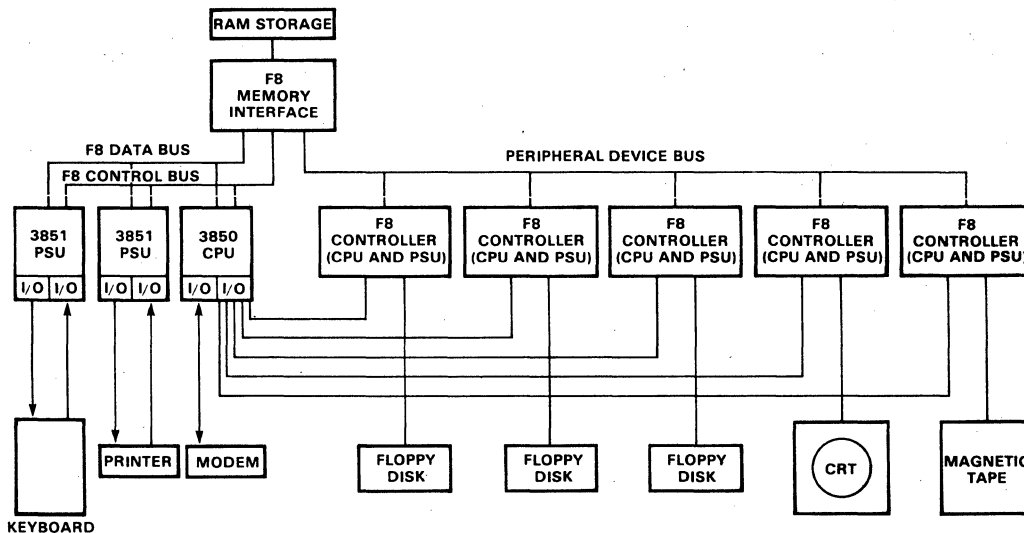 RAM STORAGE
F8
MEMORY
INTERFACE
F8 DATA BUS
F8 CONTROL BUS
PERIPHERAL DEVICE BUS
3851
PSU
3851
PSU
3850
CPU
F8
CONTROLLER
(CPU AND PSU)
F8
CONTROLLER
(CPU AND PSU)
F8
CONTROLLER
(CPU AND PSU)
F8
CONTROLLER
(CPU AND PSU)
F8
CONTROLLER
(CPU AND PSU)
I/O I/O
I/O I/O
I/O I/O
KEYBOARD
PRINTER
MODEM
FLOPPY
DISK
FLOPPY
DISK
FLOPPY
DISK
CRT
MAGNETIC
TAPE